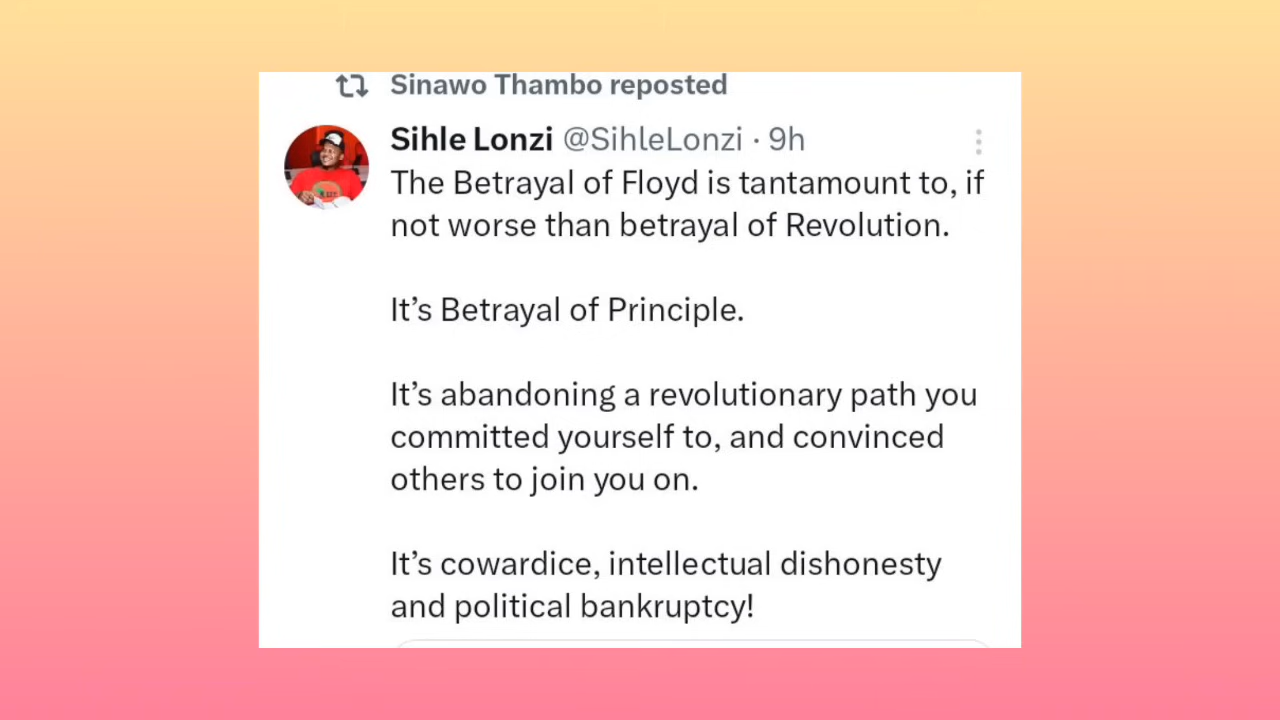 Sinawo Thambo reposted
Sihle Lonzi @SihleLonzi · 9h
The Betrayal of Floyd is tantamount to, if
not worse than betrayal of Revolution.
It’s Betrayal of Principle.
It’s abandoning a revolutionary path you
committed yourself to, and convinced
others to join you on.
It’s cowardice, intellectual dishonesty
and political bankruptcy!